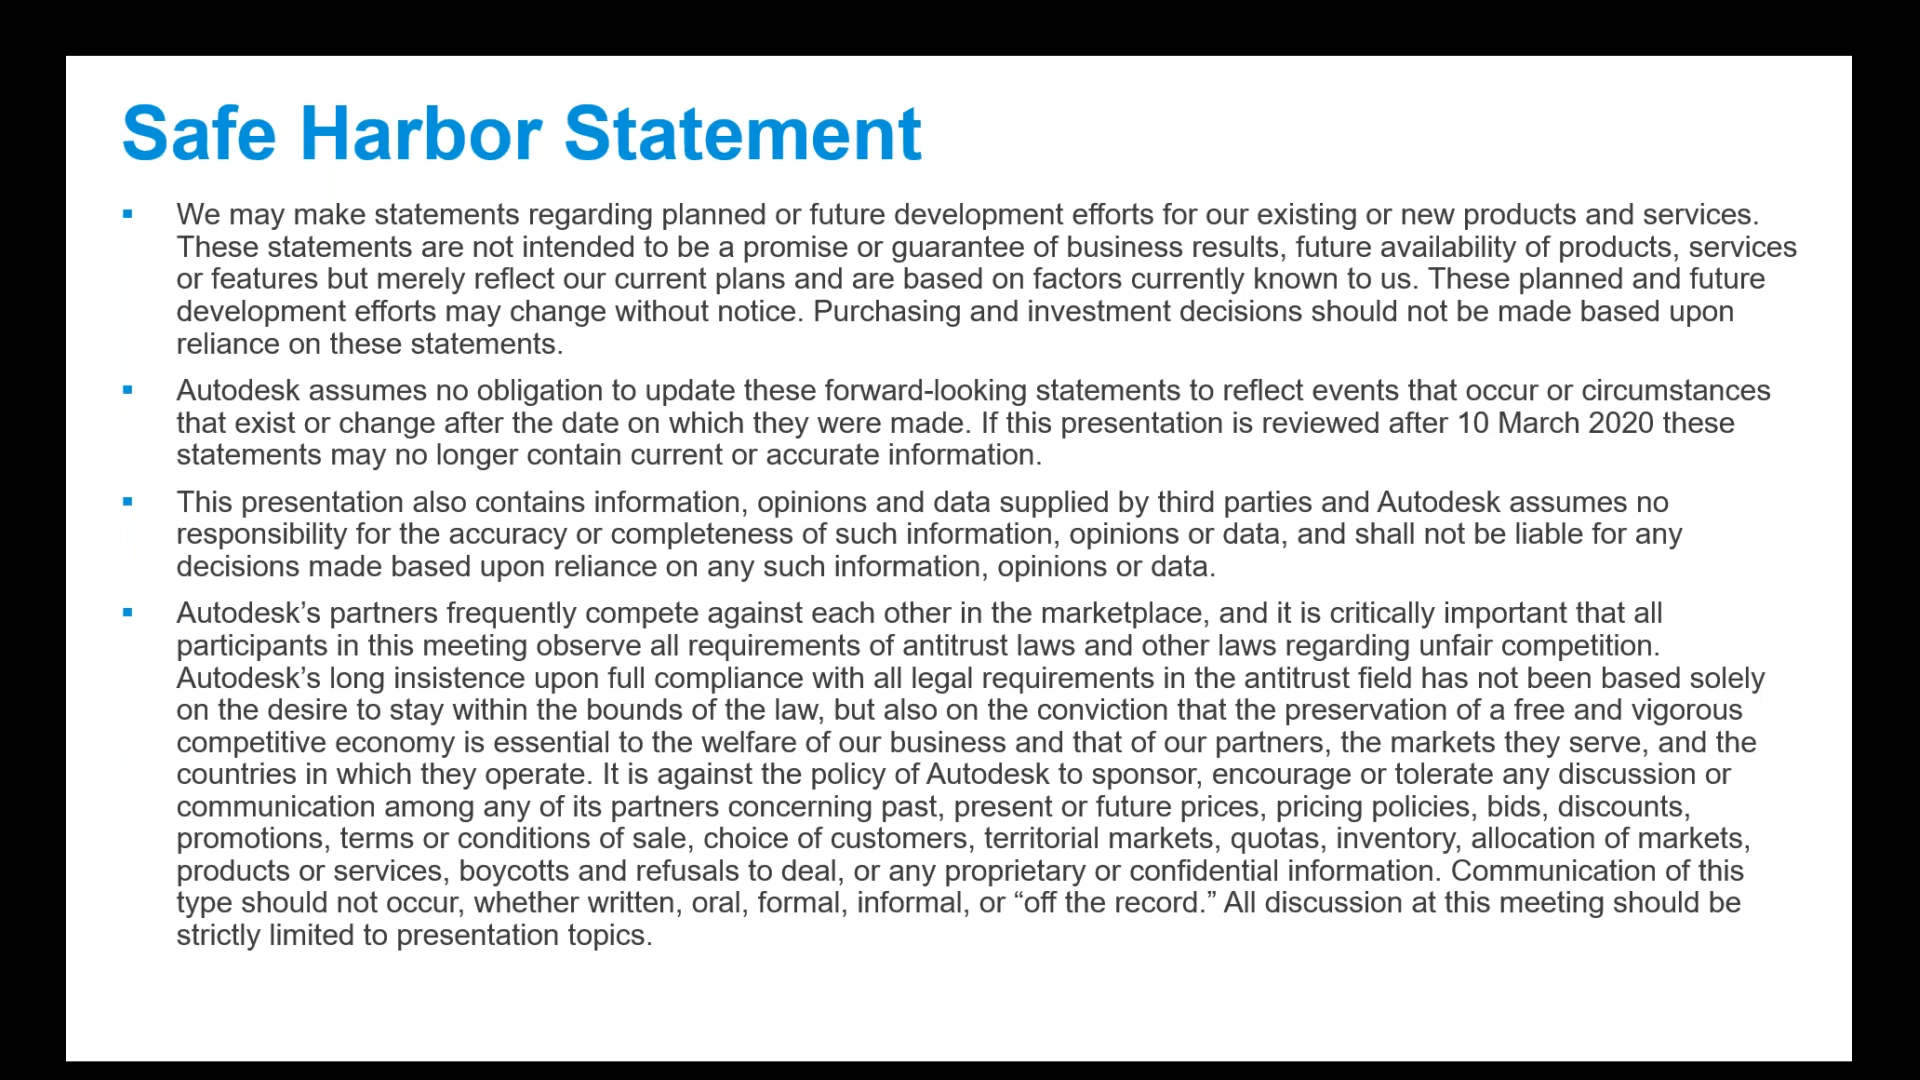 Safe Harbor Statement
▪ We may make statements regarding planned or future development efforts for our existing or new products and services.
These statements are not intended to be a promise or guarantee of business results, future availability of products, services
or features but merely reflect our current plans and are based on factors currently known to us. These planned and future
development efforts may change without notice. Purchasing and investment decisions should not be made based upon
reliance on these statements.
▪ Autodesk assumes no obligation to update these forward-looking statements to reflect events that occur or circumstances
that exist or change after the date on which they were made. If this presentation is reviewed after 10 March 2020 these
statements may no longer contain current or accurate information.
▪ This presentation also contains information, opinions and data supplied by third parties and Autodesk assumes no
responsibility for the accuracy or completeness of such information, opinions or data, and shall not be liable for any
decisions made based upon reliance on any such information, opinions or data.
▪ Autodesk’s partners frequently compete against each other in the marketplace, and it is critically important that all
participants in this meeting observe all requirements of antitrust laws and other laws regarding unfair competition.
Autodesk’s long insistence upon full compliance with all legal requirements in the antitrust field has not been based solely
on the desire to stay within the bounds of the law, but also on the conviction that the preservation of a free and vigorous
competitive economy is essential to the welfare of our business and that of our partners, the markets they serve, and the
countries in which they operate. It is against the policy of Autodesk to sponsor, encourage or tolerate any discussion or
communication among any of its partners concerning past, present or future prices, pricing policies, bids, discounts,
promotions, terms or conditions of sale, choice of customers, territorial markets, quotas, inventory, allocation of markets,
products or services, boycotts and refusals to deal, or any proprietary or confidential information. Communication of this
type should not occur, whether written, oral, formal, informal, or “off the record.” All discussion at this meeting should be
strictly limited to presentation topics.